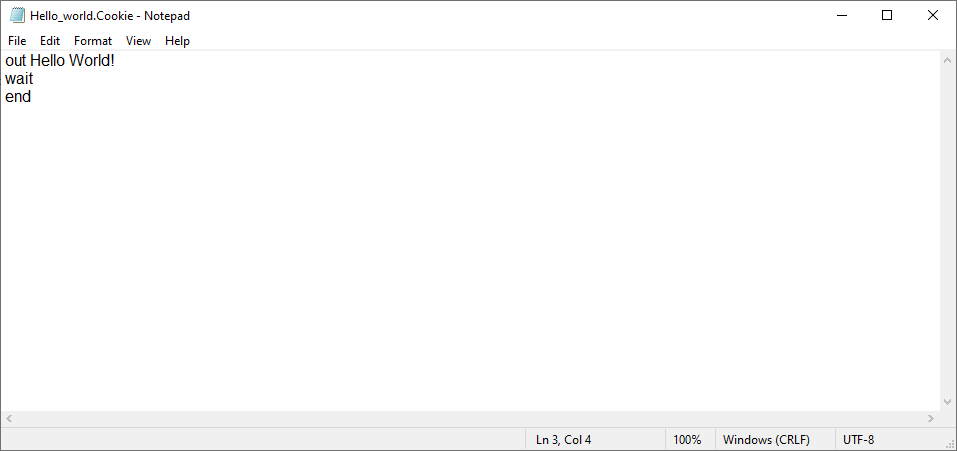 Hello_world.Cookie - Notepad
File Edit Format View Help
out Hello World!
wait
end
Ln 3, Col 4 100% Windows (CRLF) UTF-8